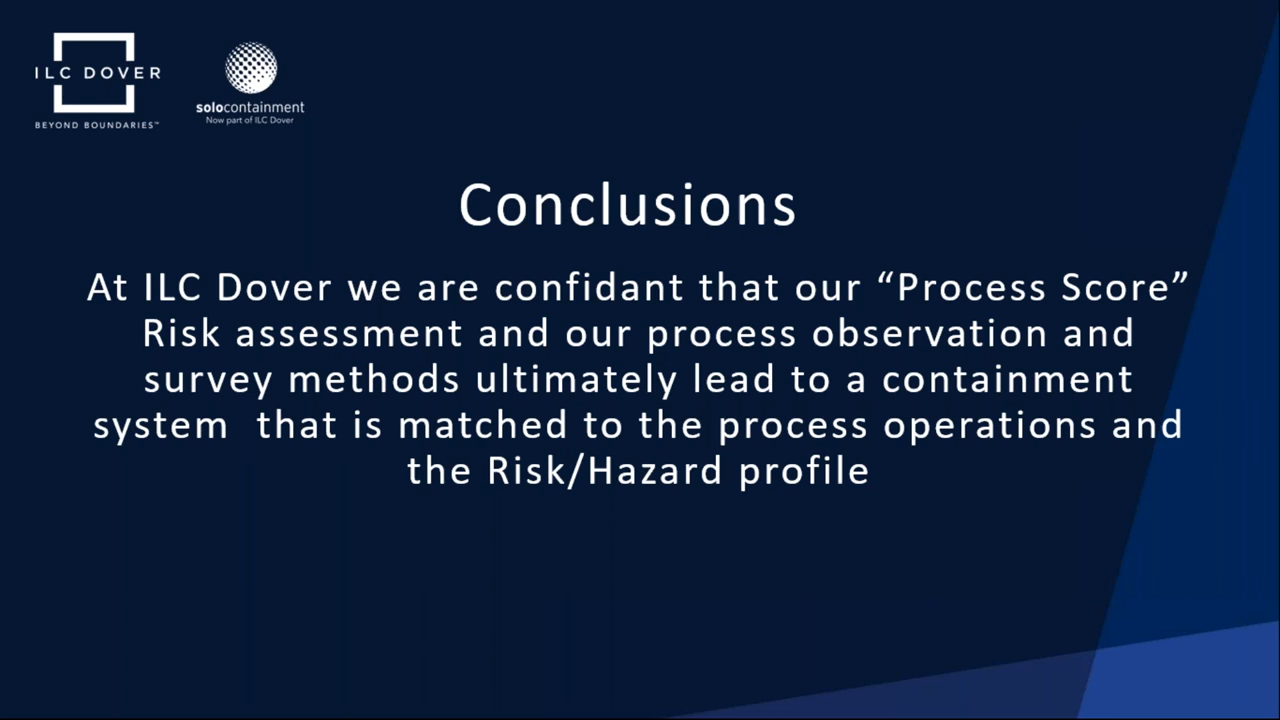 ILC DOVER
BEYOND BOUNDARIES™
solocontainment
Now part of ILC Dover
Conclusions
At ILC Dover we are confidant that our “Process Score”
Risk assessment and our process observation and
survey methods ultimately lead to a containment
system  that is matched to the process operations and
the Risk/Hazard profile